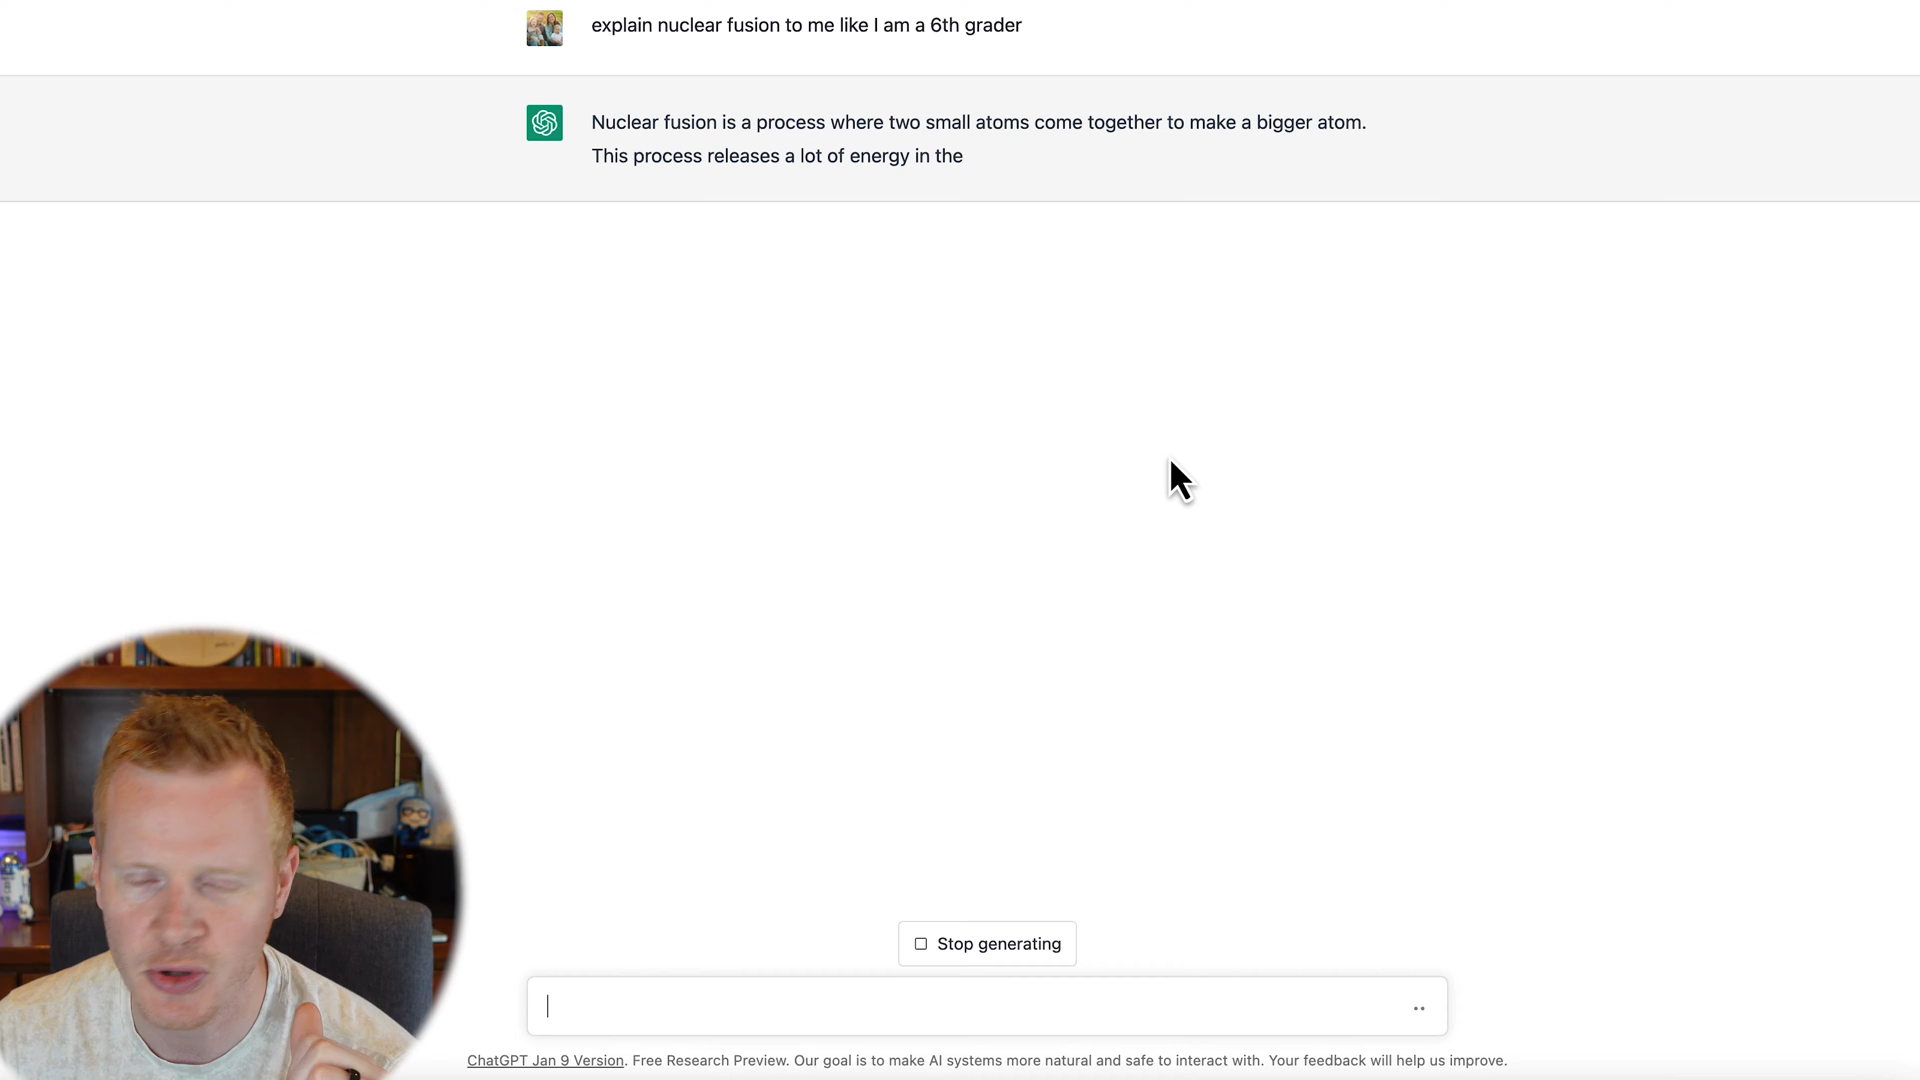 explain nuclear fusion to me like I am a 6th grader
Nuclear fusion is a process where two small atoms come together to make a bigger atom.
This process releases a lot of energy in the
Stop generating
ChatGPT Jan 9 Version. Free Research Preview. Our goal is to make AI systems more natural and safe to interact with. Your feedback will help us improve.